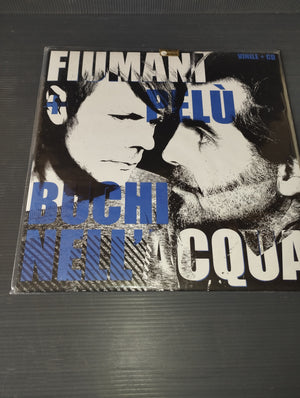 FIUMANI
VINILE + CD
+ PELÙ
BUCHI
NELL'ACQUA